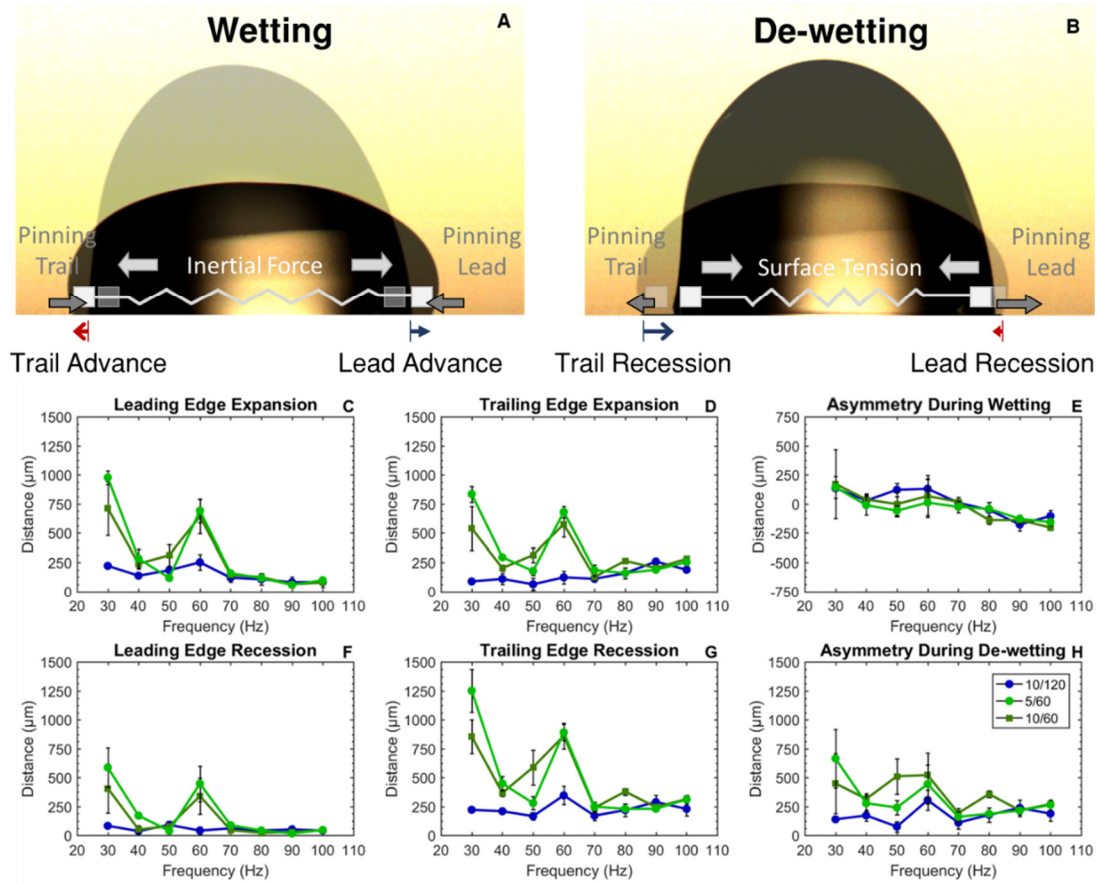 Wetting
A
De-wetting
B
Pinning
Trail
Inertial Force
Pinning
Lead
Pinning
Trail
Surface Tension
Pinning
Lead
Trail Advance
Lead Advance
Trail Recession
Lead Recession
Leading Edge Expansion C
1500
1250
1000
750
500
250
0
Distance (μm)
20 30 40 50 60 70 80 90 100 110
Frequency (Hz)
Trailing Edge Expansion D
1500
1250
1000
750
500
250
0
Distance (μm)
20 30 40 50 60 70 80 90 100 110
Frequency (Hz)
Asymmetry During Wetting E
750
500
250
0
-250
-500
-750
Distance (μm)
20 30 40 50 60 70 80 90 100 110
Frequency (Hz)
Leading Edge Recession F
1500
1250
1000
750
500
250
0
Distance (μm)
20 30 40 50 60 70 80 90 100 110
Frequency (Hz)
Trailing Edge Recession G
1500
1250
1000
750
500
250
0
Distance (μm)
20 30 40 50 60 70 80 90 100 110
Frequency (Hz)
Asymmetry During De-wetting H
1500
1250
1000
750
500
250
0
Distance (μm)
10/120
5/60
10/60
20 30 40 50 60 70 80 90 100 110
Frequency (Hz)